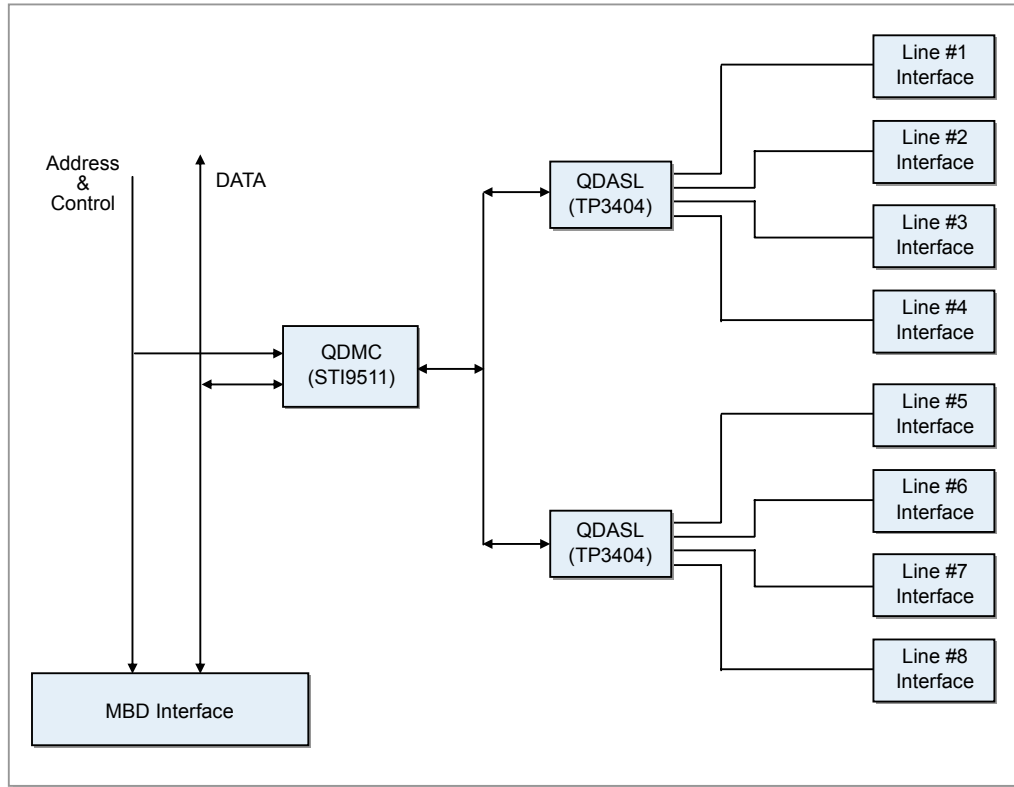 Address
&
Control
DATA
QDMC
(STI9511)
QDASL
(TP3404)
QDASL
(TP3404)
Line #1
Interface
Line #2
Interface
Line #3
Interface
Line #4
Interface
Line #5
Interface
Line #6
Interface
Line #7
Interface
Line #8
Interface
MBD Interface